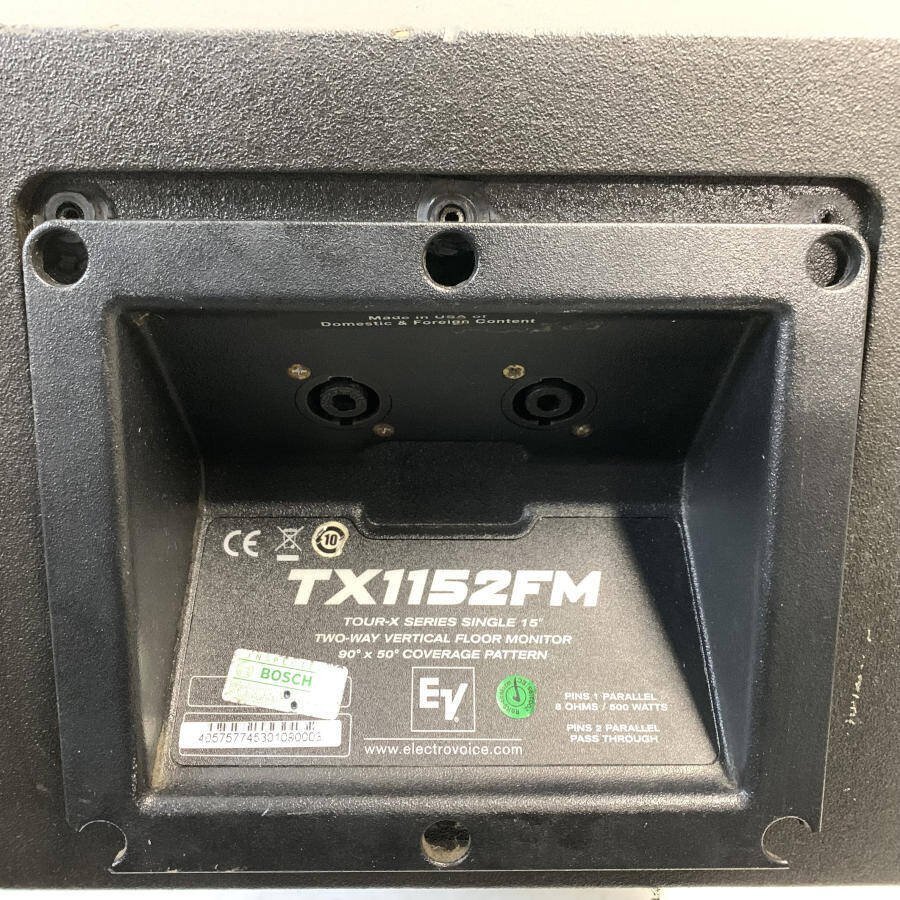 Made in USA of
Domestic & Foreign Content
CE
10
TX1152FM
TOUR-X SERIES SINGLE 15"
TWO-WAY VERTICAL FLOOR MONITOR
90° x 50° COVERAGE PATTERN
BOSCH
EV
PINS 1 PARALLEL
8 OHMS / 500 WATTS
PINS 2 PARALLEL
PASS THROUGH
405757745301080003
www.electrovoice.com